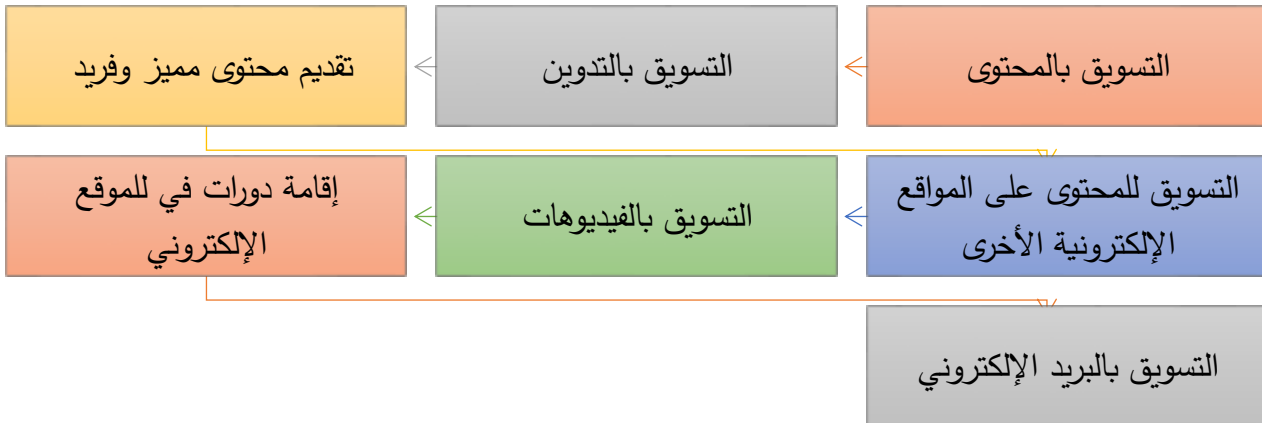 التسويق بالمحتوى
التسويق بالتدوين
تقديم محتوى مميز وفريد
التسويق للمحتوى على المواقع
الإلكترونية الأخرى
التسويق بالفيديوهات
إقامة دورات في للموقع
الإلكتروني
التسويق بالبريد الإلكتروني